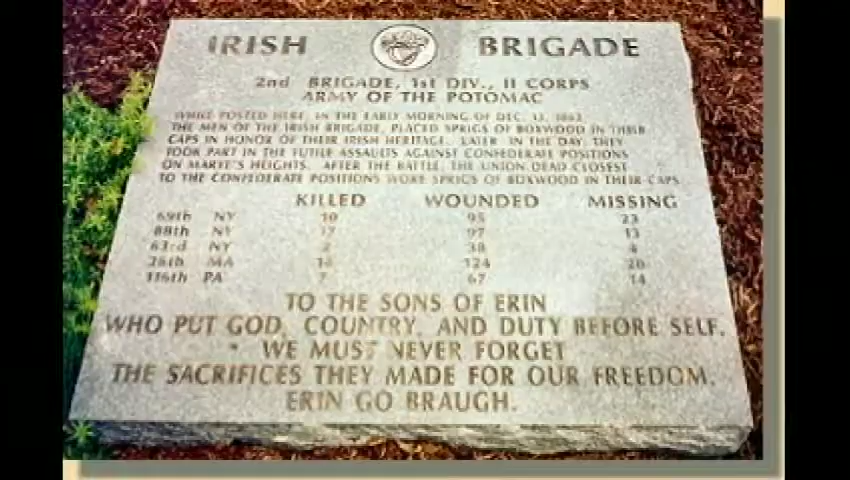 IRISH BRIGADE
2nd BRIGADE, 1st DIV., II CORPS
ARMY OF THE POTOMAC
WHILE POSTED HERE, IN THE EARLY MORNING OF DEC. 13, 1862
THE MEN OF THE IRISH BRIGADE, PLACED SPRIGS OF BOXWOOD IN THEIR
CAPS IN HONOR OF THEIR IRISH HERITAGE. LATER IN THE DAY THEY
TOOK PART IN THE FUTILE ASSAULTS AGAINST CONFEDERATE POSITIONS
ON MARYE'S HEIGHTS. AFTER THE BATTLE, THE UNION DEAD CLOSEST
TO THE CONFEDERATE POSITIONS WORE SPRIGS OF BOXWOOD IN THEIR CAPS
KILLED WOUNDED MISSING
69th NY 10 95 23
88th NY 17 97 13
63rd NY 2 38 4
28th MA 14 124 20
116th PA 7 67 14
TO THE SONS OF ERIN
WHO PUT GOD, COUNTRY, AND DUTY BEFORE SELF.
WE MUST NEVER FORGET
THE SACRIFICES THEY MADE FOR OUR FREEDOM.
ERIN GO BRAUGH.